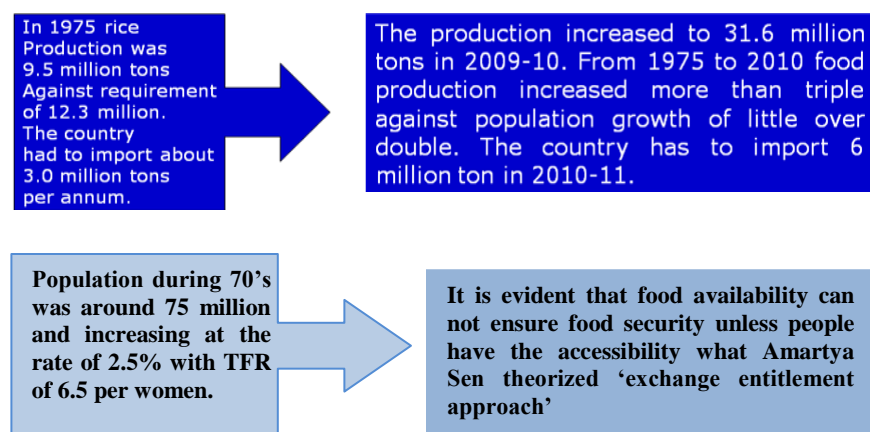 In 1975 rice
Production was
9.5 million tons
Against requirement
of 12.3 million.
The country
had to import about
3.0 million tons
per annum.
The production increased to 31.6 million
tons in 2009-10. From 1975 to 2010 food
production increased more than triple
against population growth of little over
double. The country has to import 6
million ton in 2010-11.
Population during 70’s
was around 75 million
and increasing at the
rate of 2.5% with TFR
of 6.5 per women.
It is evident that food availability can
not ensure food security unless people
have the accessibility what Amartya
Sen theorized ‘exchange entitlement
approach’